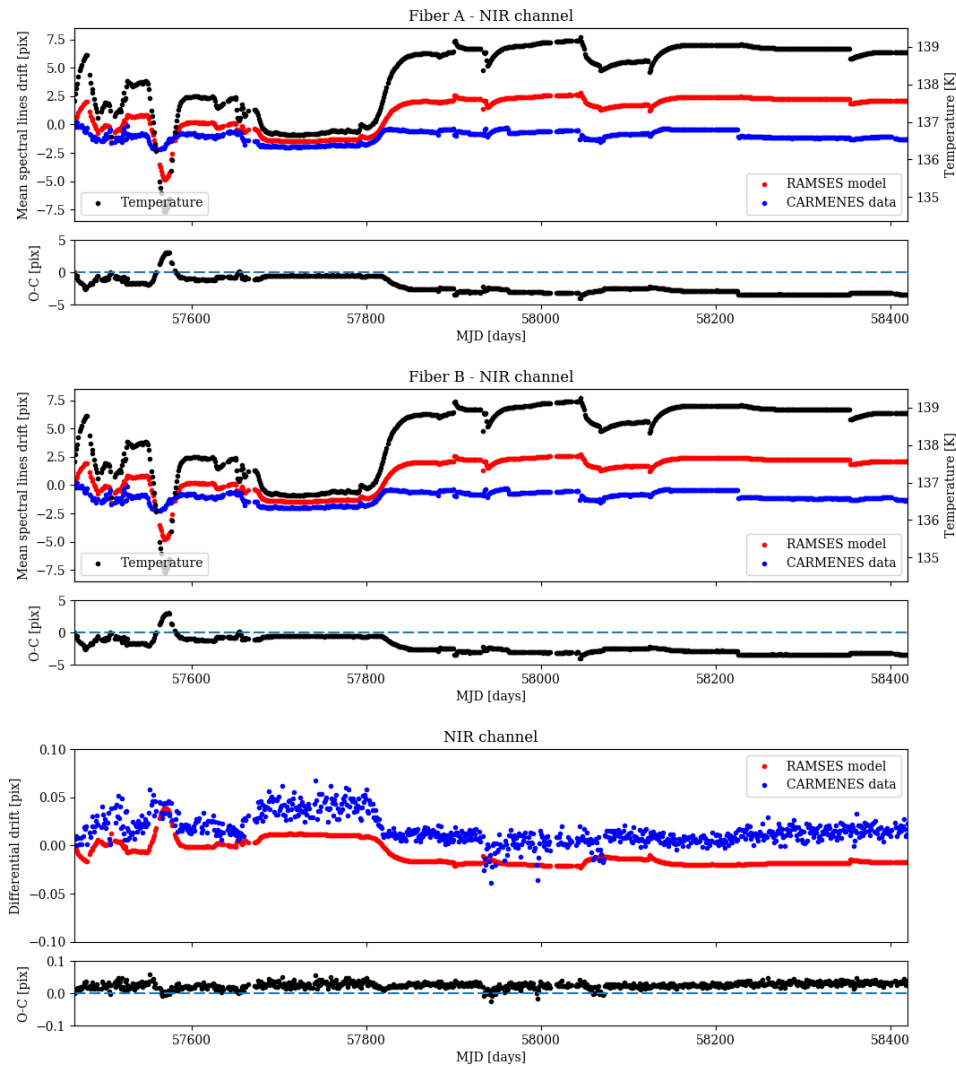 Fiber A - NIR channel
Mean spectral lines drift [pix]
7.5
5.0
2.5
0.0
−2.5
−5.0
−7.5
139
138
137
136
135
Temperature [K]
Temperature
RAMSES model
CARMENES data
O-C [pix]
5
0
−5
57600
57800
58000
58200
58400
MJD [days]
Fiber B - NIR channel
Mean spectral lines drift [pix]
7.5
5.0
2.5
0.0
−2.5
−5.0
−7.5
139
138
137
136
135
Temperature [K]
Temperature
RAMSES model
CARMENES data
O-C [pix]
5
0
−5
57600
57800
58000
58200
58400
MJD [days]
NIR channel
Differential drift [pix]
0.10
0.05
0.00
−0.05
−0.10
RAMSES model
CARMENES data
O-C [pix]
0.1
0.0
−0.1
57600
57800
58000
58200
58400
MJD [days]